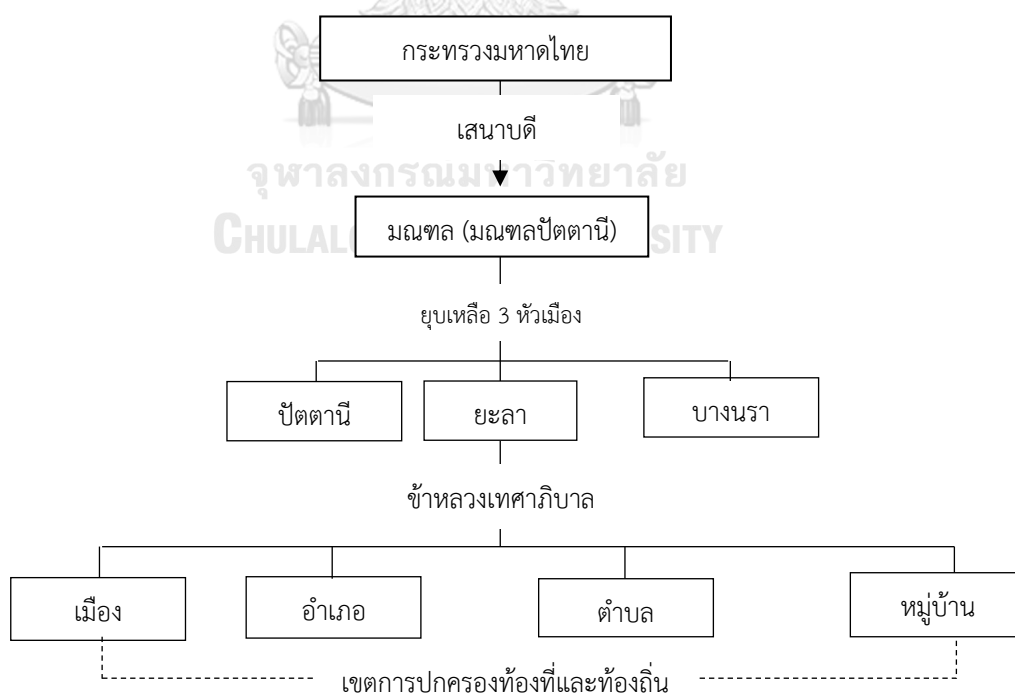 กระทรวงมหาดไทย
เสนาบดี
จุฬาลงกรณมหาวิทยาลัย
มณฑล (มณฑลปัตตานี)
CHULAL SITY
ยุบเหลือ 3 หัวเมือง
ปัตตานี ยะลา บางนรา
ข้าหลวงเทศาภิบาล
เมือง อำเภอ ตำบล หมู่บ้าน
เขตการปกครองท้องที่และท้องถิ่น